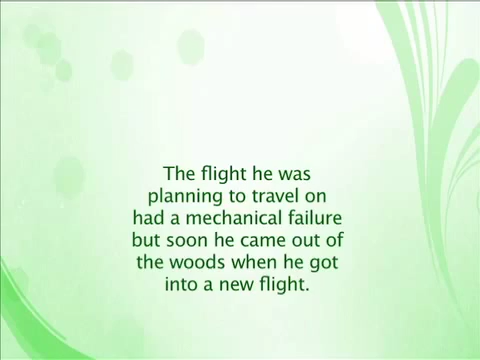 The flight he was
planning to travel on
had a mechanical failure
but soon he came out of
the woods when he got
into a new flight.